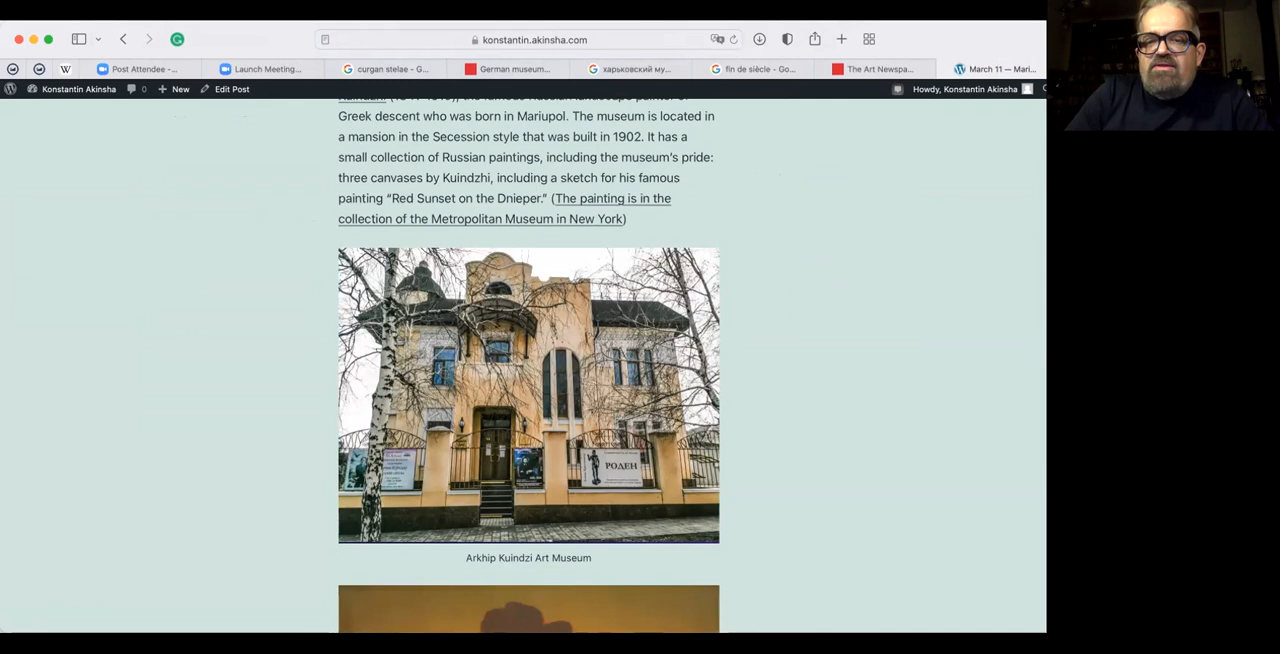 konstantin.akinsha.com
Post Attendee -...
Launch Meeting...
curgan stelae - G...
German museum...
харьковский му...
fin de siècle - Go...
The Art Newspa...
March 11 — Mari...
Konstantin Akinsha
0
New
Edit Post
Howdy, Konstantin Akinsha
Greek descent who was born in Mariupol. The museum is located in
a mansion in the Secession style that was built in 1902. It has a
small collection of Russian paintings, including the museum’s pride:
three canvases by Kuindzhi, including a sketch for his famous
painting “Red Sunset on the Dnieper.” (The painting is in the
collection of the Metropolitan Museum in New York)
РОДЕН
Arkhip Kuindzi Art Museum